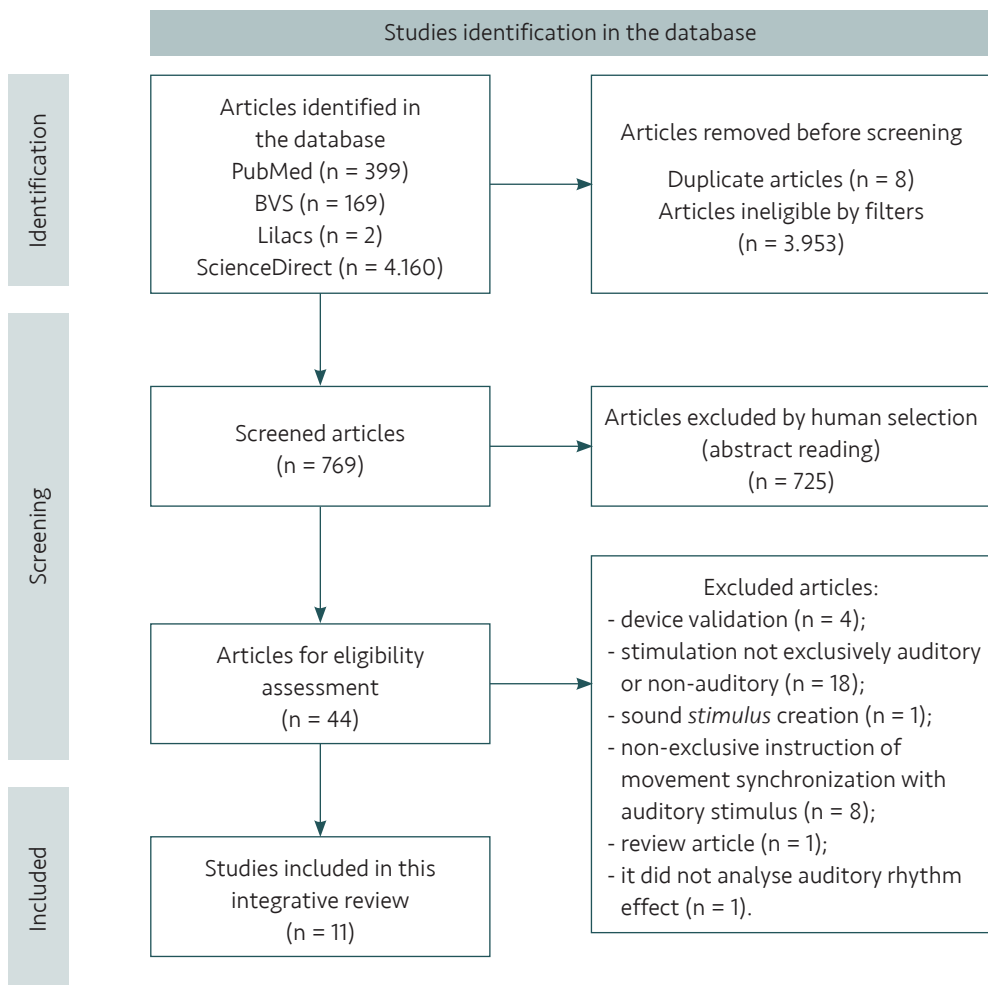 Studies identification in the database
Identification
Articles identified in
the database
PubMed (n = 399)
BVS (n = 169)
Lilacs (n = 2)
ScienceDirect (n = 4.160)
Articles removed before screening
Duplicate articles (n = 8)
Articles ineligible by filters
(n = 3.953)
Screening
Screened articles
(n = 769)
Articles excluded by human selection
(abstract reading)
(n = 725)
Articles for eligibility
assessment
(n = 44)
Excluded articles:
- device validation (n = 4);
- stimulation not exclusively auditory
or non-auditory (n = 18);
- sound stimulus creation (n = 1);
- non-exclusive instruction of
movement synchronization with
auditory stimulus (n = 8);
- review article (n = 1);
- it did not analyse auditory rhythm
effect (n = 1).
Included
Studies included in this
integrative review
(n = 11)